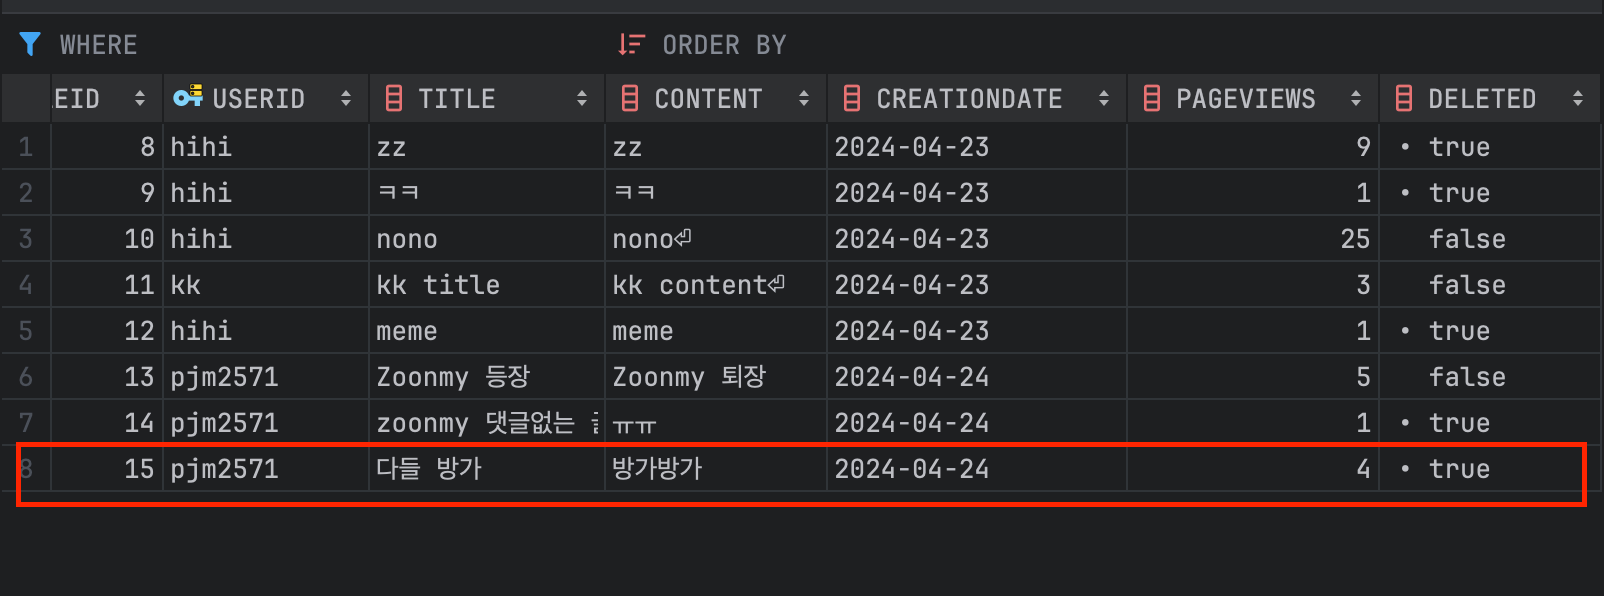 WHERE ORDER BY
EID USERID TITLE CONTENT CREATIONDATE PAGEVIEWS DELETED
1 8 hihi zz zz 2024-04-23 9 • true
2 9 hihi ㅋㅋ ㅋㅋ 2024-04-23 1 • true
3 10 hihi nono nono⏎ 2024-04-23 25 false
4 11 kk kk title kk content⏎ 2024-04-23 3 false
5 12 hihi meme meme 2024-04-23 1 • true
6 13 pjm2571 Zoonmy 등장 Zoonmy 퇴장 2024-04-24 5 false
7 14 pjm2571 zoonmy 댓글없는 ㅠㅠ 2024-04-24 1 • true
8 15 pjm2571 다들 방가 방가방가 2024-04-24 4 • true